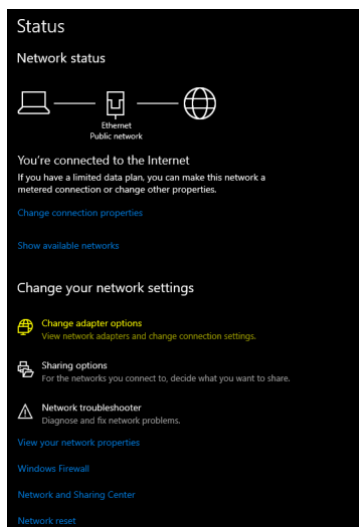 Status
Network status
Ethernet
Public network
You're connected to the Internet
If you have a limited data plan, you can make this network a
metered connection or change other properties.
Change connection properties
Show available networks
Change your network settings
Change adapter options
View network adapters and change connection settings.
Sharing options
For the networks you connect to, decide what you want to share.
Network troubleshooter
Diagnose and fix network problems.
View your network properties
Windows Firewall
Network and Sharing Center
Network reset